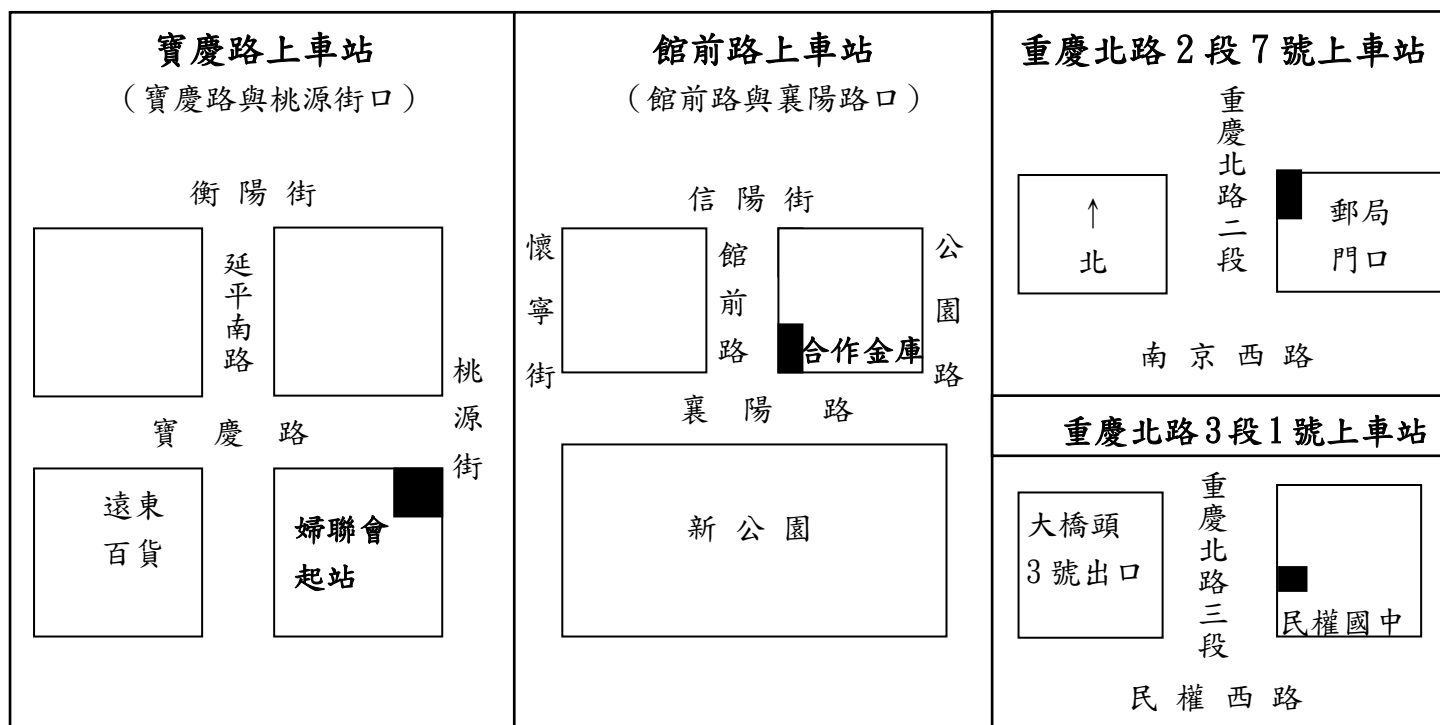 寶慶路上車站
（寶慶路與桃源街口）
衡陽街
延平南路
桃源街
寶慶路
遠東
百貨
婦聯會
起站
館前路上車站
（館前路與襄陽路口）
信陽街
懷寧街
館前路
公園路
合作金庫
襄陽路
新公園
重慶北路2段7號上車站
重慶北路二段
↑
北
郵局
門口
南京西路
重慶北路3段1號上車站
大橋頭
3號出口
重慶北路三段
民權國中
民權西路